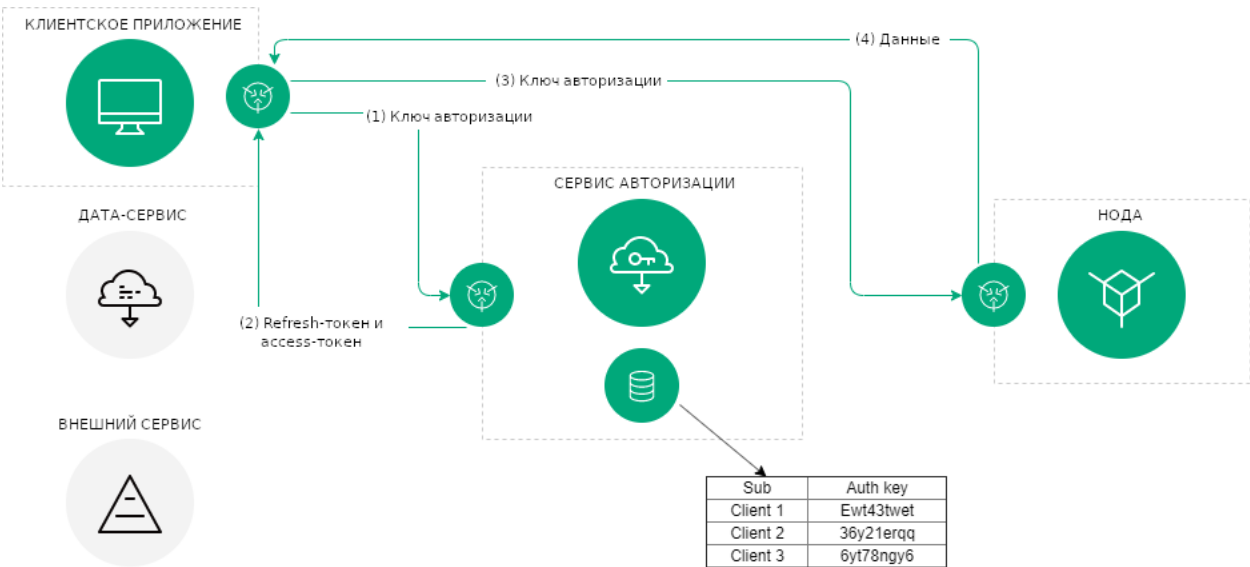 КЛИЕНТСКОЕ ПРИЛОЖЕНИЕ
(4) Данные
(3) Ключ авторизации
(1) Ключ авторизации
СЕРВИС АВТОРИЗАЦИИ
ДАТА-СЕРВИС
НОДА
(2) Refresh-токен и
access-токен
ВНЕШНИЙ СЕРВИС
Sub Auth key
Client 1 Ewt43twet
Client 2 36y21erqq
Client 3 6yt78ngy6